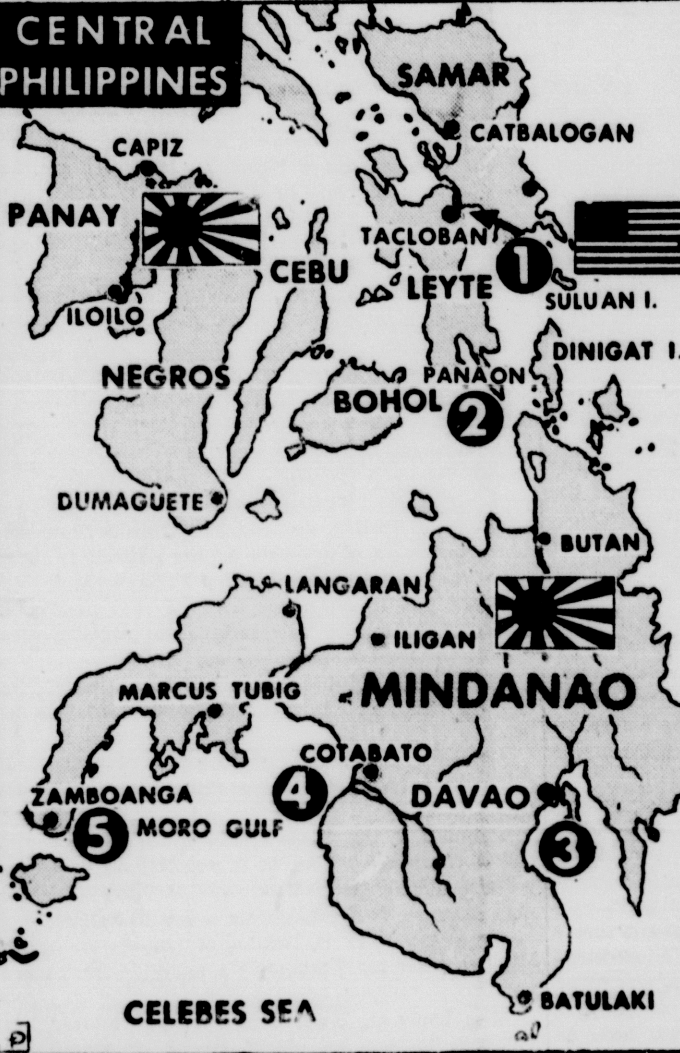 CENTRAL
PHILIPPINES
SAMAR
CATBALOGAN
CAPIZ
PANAY
TACLOBAN
1
CEBU
LEYTE
SULUAN I.
ILOILO
DINIGAT I.
NEGROS
PANAON
BOHOL
2
DUMAGUETE
BUTAN
LANGARAN
ILIGAN
MINDANAO
MARCUS TUBIG
COTABATO
4
DAVAO
ZAMBOANGA
5
MORO GULF
3
BATULAKI
CELEBES SEA